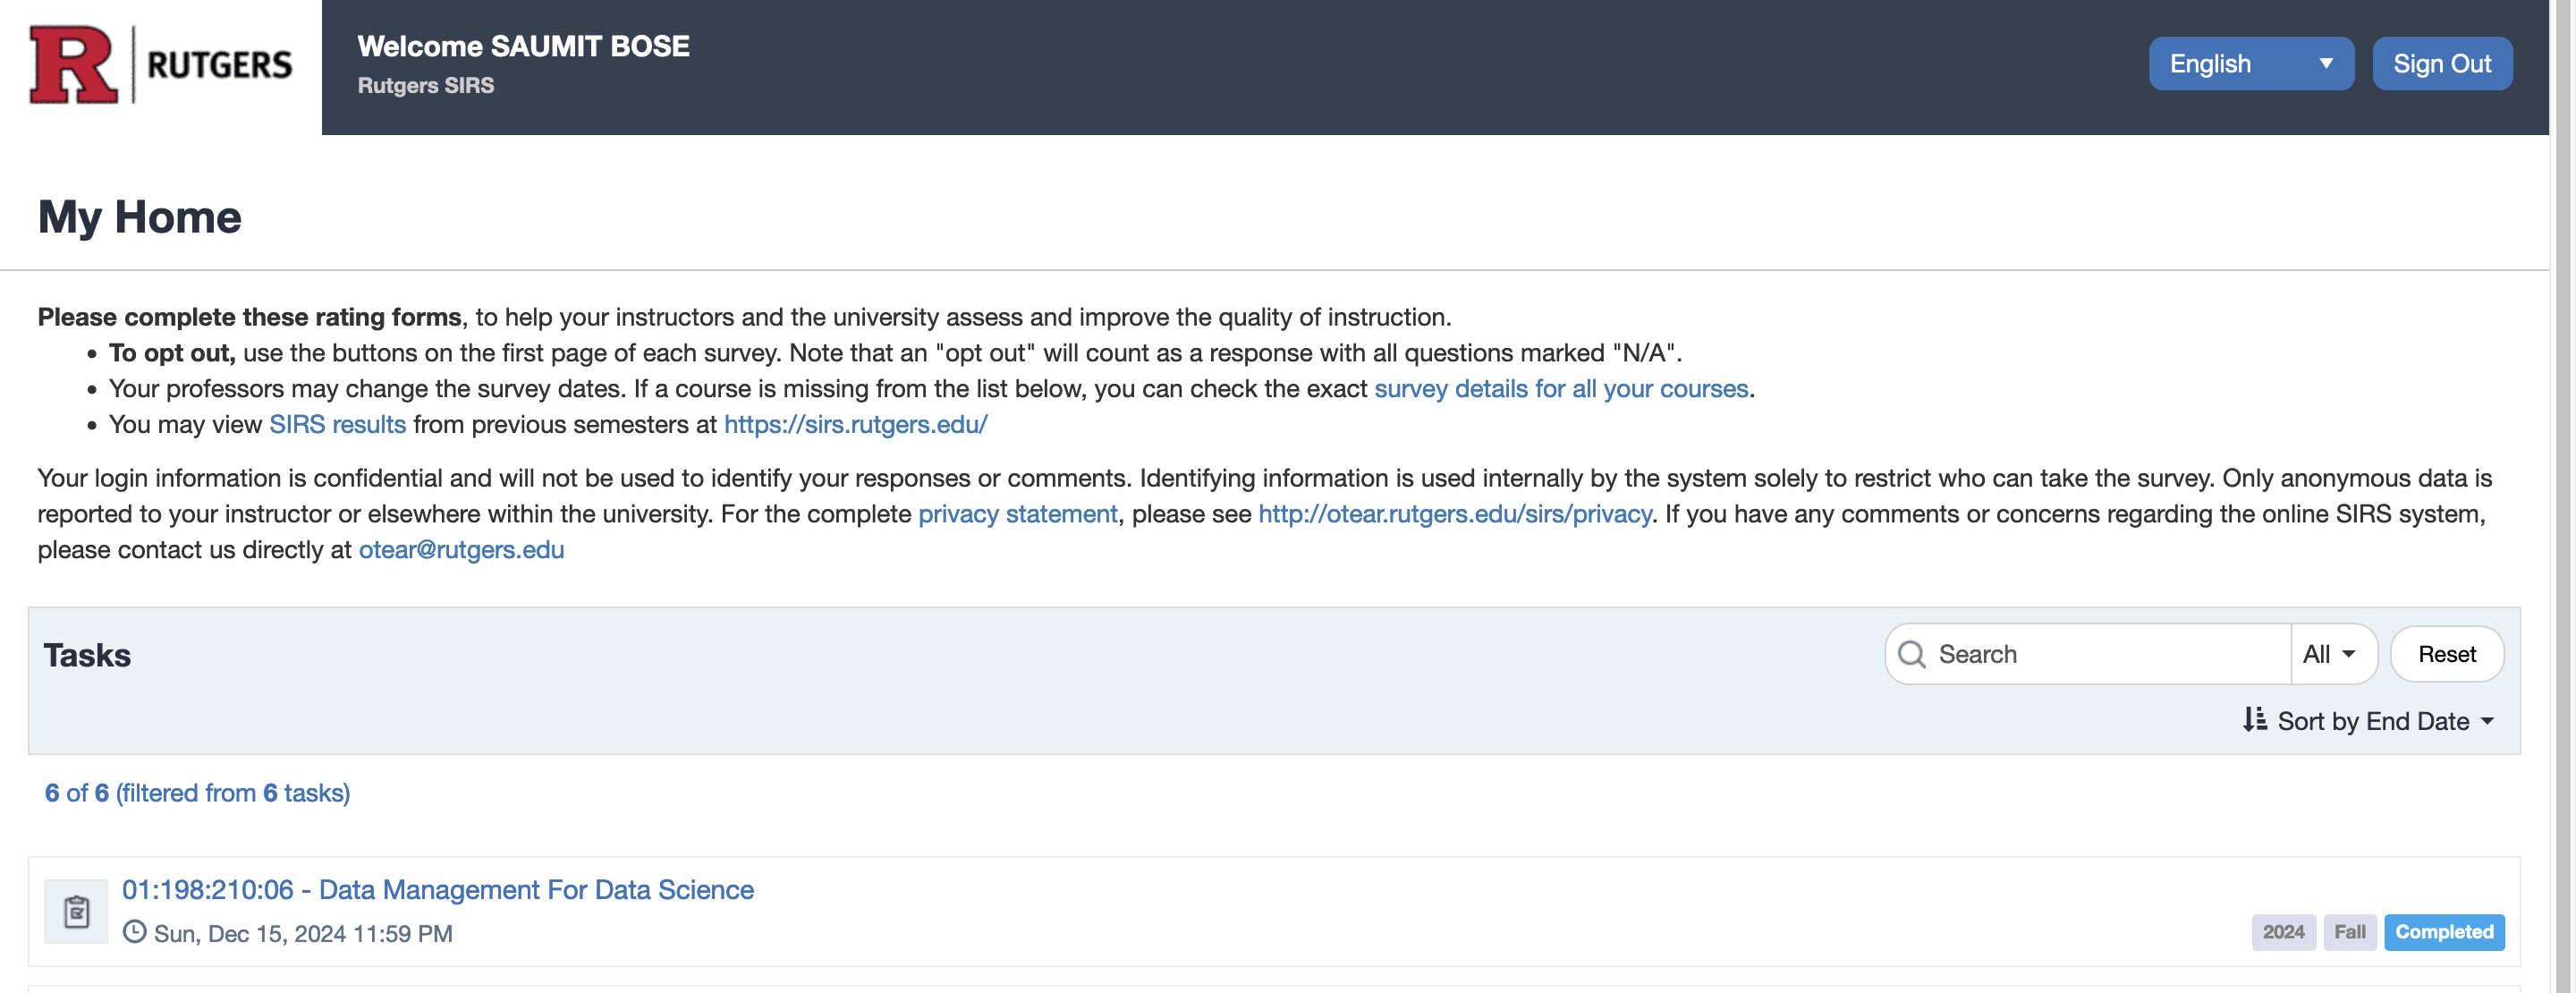 R RUTGERS
Welcome SAUMIT BOSE
Rutgers SIRS
English
Sign Out
My Home
Please complete these rating forms, to help your instructors and the university assess and improve the quality of instruction.
• To opt out, use the buttons on the first page of each survey. Note that an "opt out" will count as a response with all questions marked "N/A".
• Your professors may change the survey dates. If a course is missing from the list below, you can check the exact survey details for all your courses.
• You may view SIRS results from previous semesters at https://sirs.rutgers.edu/
Your login information is confidential and will not be used to identify your responses or comments. Identifying information is used internally by the system solely to restrict who can take the survey. Only anonymous data is
reported to your instructor or elsewhere within the university. For the complete privacy statement, please see http://otear.rutgers.edu/sirs/privacy. If you have any comments or concerns regarding the online SIRS system,
please contact us directly at otear@rutgers.edu
Tasks
Search
All
Reset
Sort by End Date
6 of 6 (filtered from 6 tasks)
01:198:210:06 - Data Management For Data Science
Sun, Dec 15, 2024 11:59 PM
2024
Fall
Completed